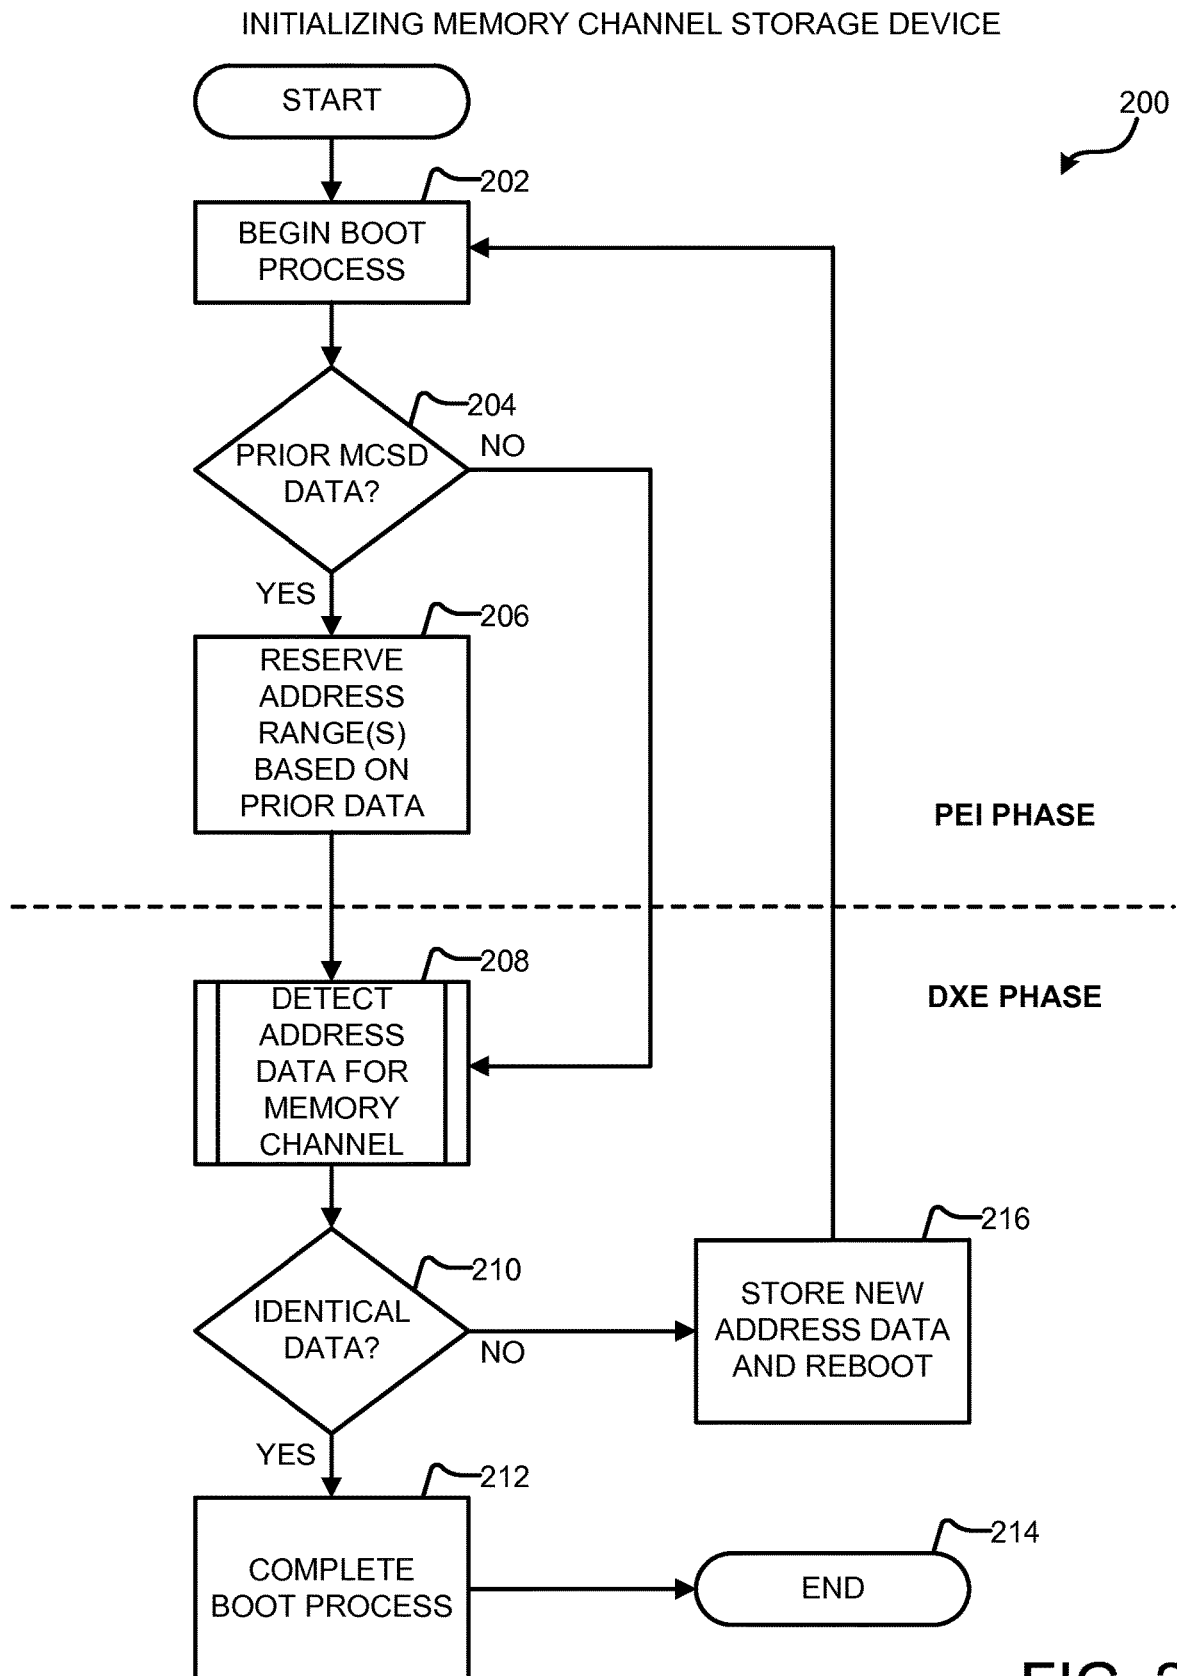 INITIALIZING MEMORY CHANNEL STORAGE DEVICE
START
200
202
BEGIN BOOT
PROCESS
204
NO
PRIOR MCSD
DATA?
YES
206
RESERVE
ADDRESS
RANGE(S)
BASED ON
PRIOR DATA
PEI PHASE
208
DXE PHASE
DETECT
ADDRESS
DATA FOR
MEMORY
CHANNEL
216
210
IDENTICAL
DATA?
NO
STORE NEW
ADDRESS DATA
AND REBOOT
YES
212
214
COMPLETE
BOOT PROCESS
END
FIG.